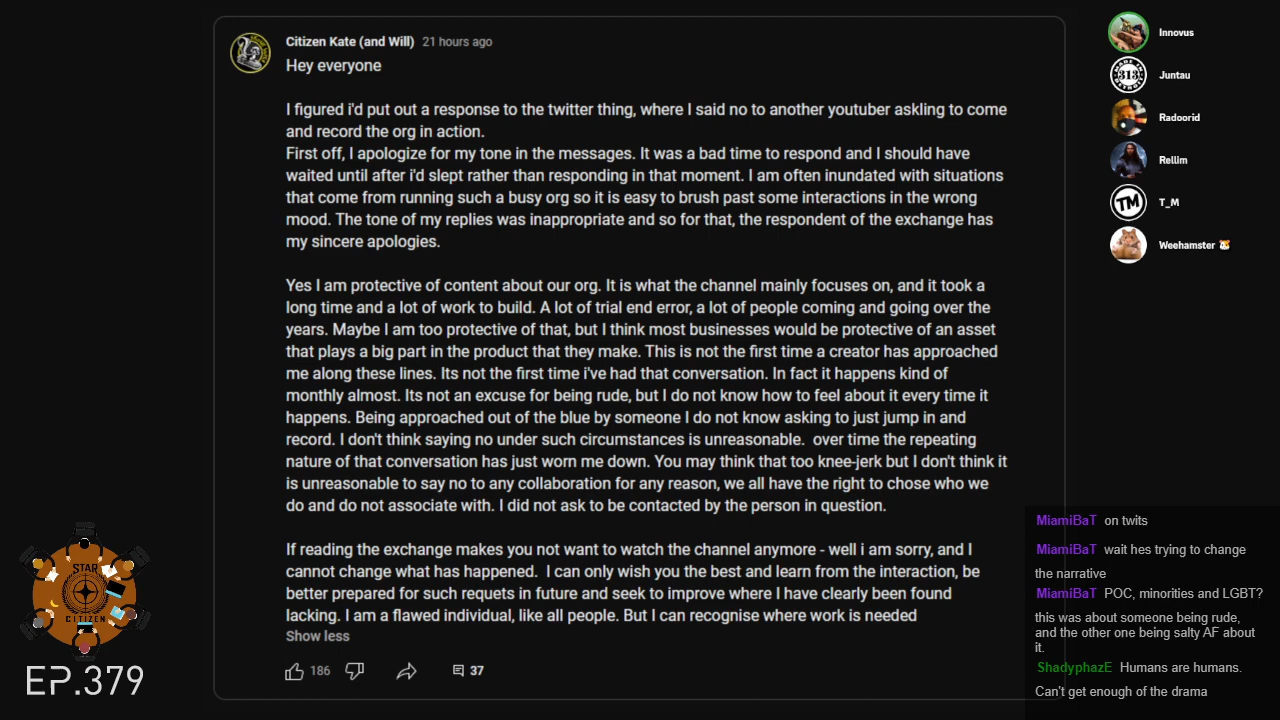 Citizen Kate (and Will) 21 hours ago
Hey everyone
I figured i'd put out a response to the twitter thing, where I said no to another youtuber askling to come
and record the org in action.
First off, I apologize for my tone in the messages. It was a bad time to respond and I should have
waited until after i'd slept rather than responding in that moment. I am often inundated with situations
that come from running such a busy org so it is easy to brush past some interactions in the wrong
mood. The tone of my replies was inappropriate and so for that, the respondent of the exchange has
my sincere apologies.
Yes I am protective of content about our org. It is what the channel mainly focuses on, and it took a
long time and a lot of work to build. A lot of trial end error, a lot of people coming and going over the
years. Maybe I am too protective of that, but I think most businesses would be protective of an asset
that plays a big part in the product that they make. This is not the first time a creator has approached
me along these lines. Its not the first time i've had that conversation. In fact it happens kind of
monthly almost. Its not an excuse for being rude, but I do not know how to feel about it every time it
happens. Being approached out of the blue by someone I do not know asking to just jump in and
record. I don't think saying no under such circumstances is unreasonable.  over time the repeating
nature of that conversation has just worn me down. You may think that too knee-jerk but I don't think it
is unreasonable to say no to any collaboration for any reason, we all have the right to chose who we
do and do not associate with. I did not ask to be contacted by the person in question.
If reading the exchange makes you not want to watch the channel anymore - well i am sorry, and I
cannot change what has happened.  I can only wish you the best and learn from the interaction, be
better prepared for such requets in future and seek to improve where I have clearly been found
lacking. I am a flawed individual, like all people. But I can recognise where work is needed
Show less
186
37
Innovus
MADE IN
313
DETROIT
Juntau
Radoorid
Rellim
TM
T_M
Weehamster 🐹
STAR
CITIZEN
EP.379
MiamiBaT on twits
MiamiBaT wait hes trying to change
the narrative
MiamiBaT POC, minorities and LGBT?
this was about someone being rude,
and the other one being salty AF about
it.
ShadyphazE Humans are humans.
Can't get enough of the drama